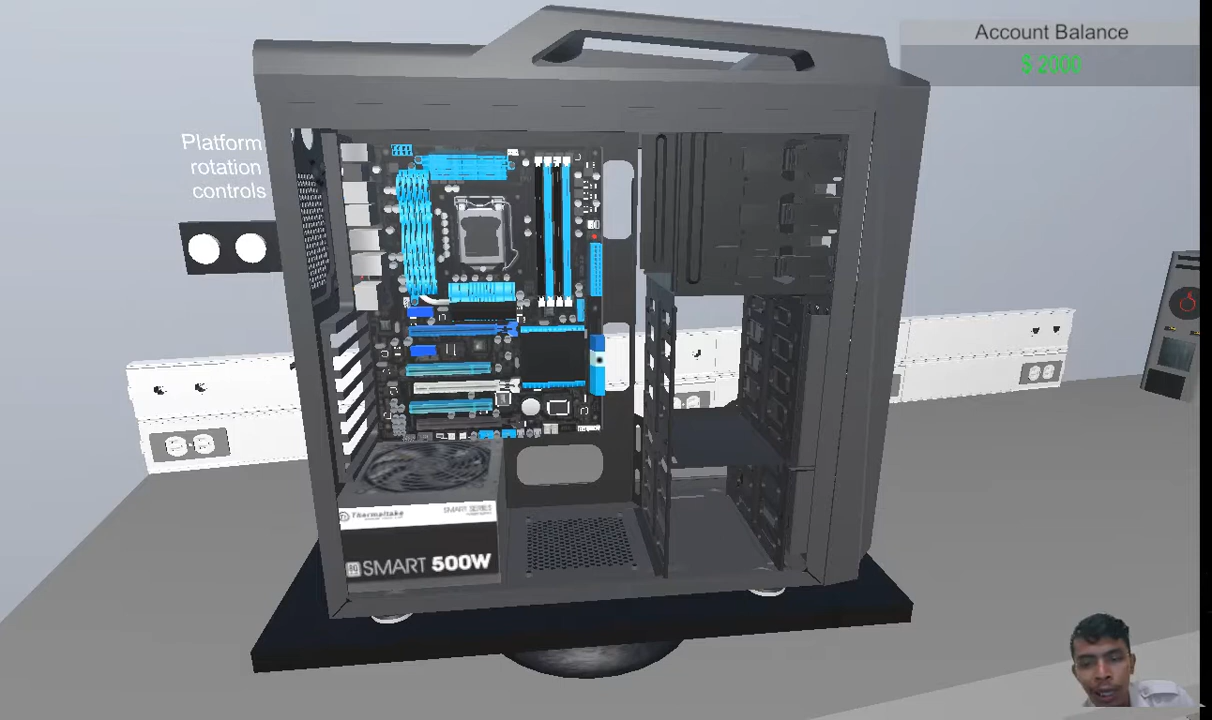 Account Balance
$ 2000
Platform
rotation
controls
Thermaltake
SMART SERIES
SMART 500W